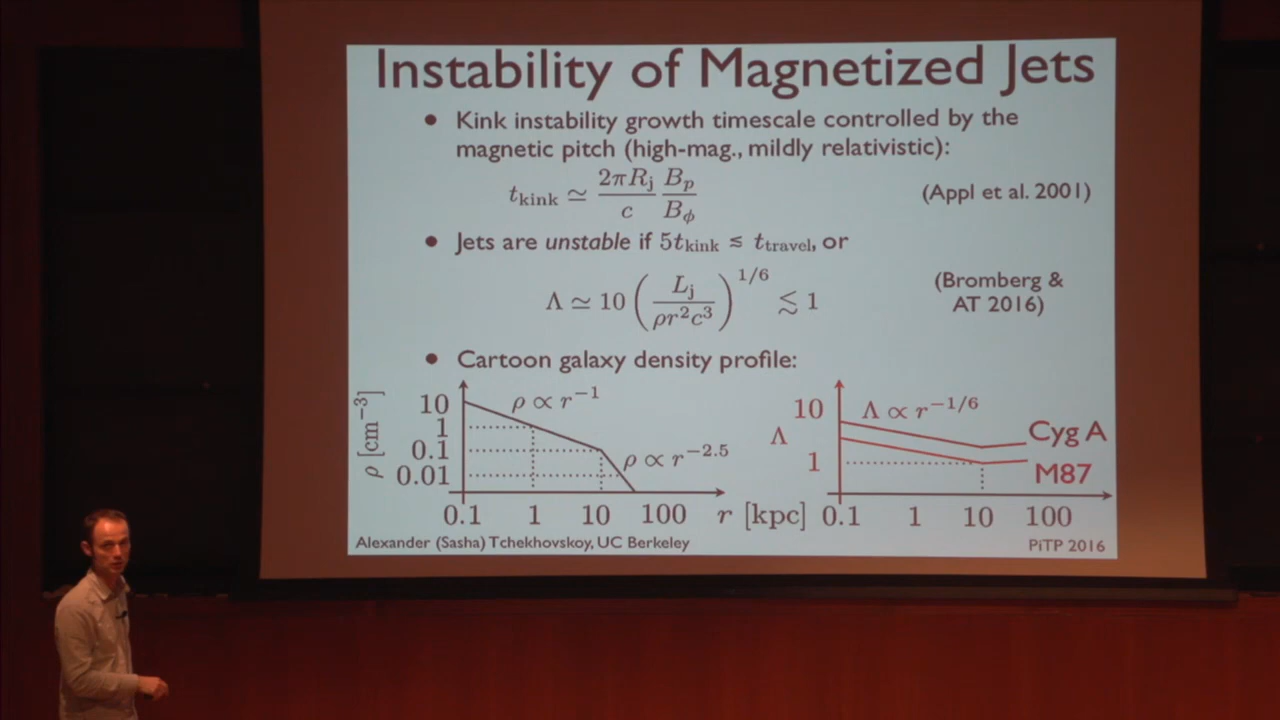 Instability of Magnetized Jets
• Kink instability growth timescale controlled by the
magnetic pitch (high-mag., mildly relativistic):
t_kink ≃ (2πR_j / c) (B_p / B_ϕ)
(Appl et al. 2001)
• Jets are unstable if 5t_kink ≲ t_travel, or
Λ ≃ 10 (L_j / ρr²c³)^{1/6} ≲ 1
(Bromberg &
AT 2016)
• Cartoon galaxy density profile:
ρ [cm⁻³]
10
1
0.1
0.01
ρ ∝ r⁻¹
ρ ∝ r^{−2.5}
0.1 1 10 100 r [kpc]
Λ
10
1
Λ ∝ r^{−1/6}
Cyg A
M87
0.1 1 10 100
Alexander (Sasha) Tchekhovskoy, UC Berkeley
PiTP 2016